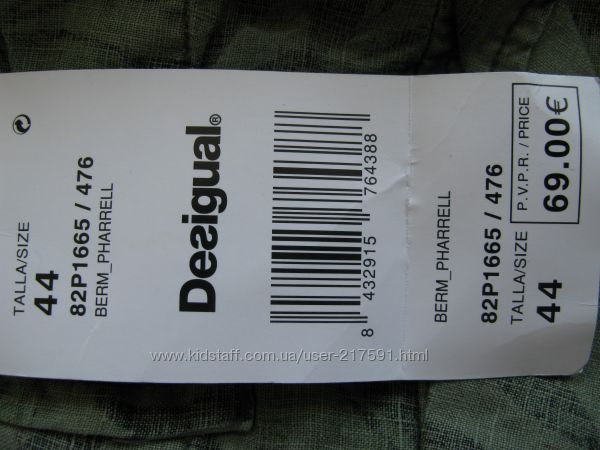 TALLA/SIZE
44
82P1665 / 476
BERM_PHARRELL
Desigual®
8 432915 764388
BERM_PHARRELL
82P1665 / 476
TALLA/SIZE
44
P.V.P.R. / PRICE
69.00€
www.kidstaff.com.ua/user-217591.html